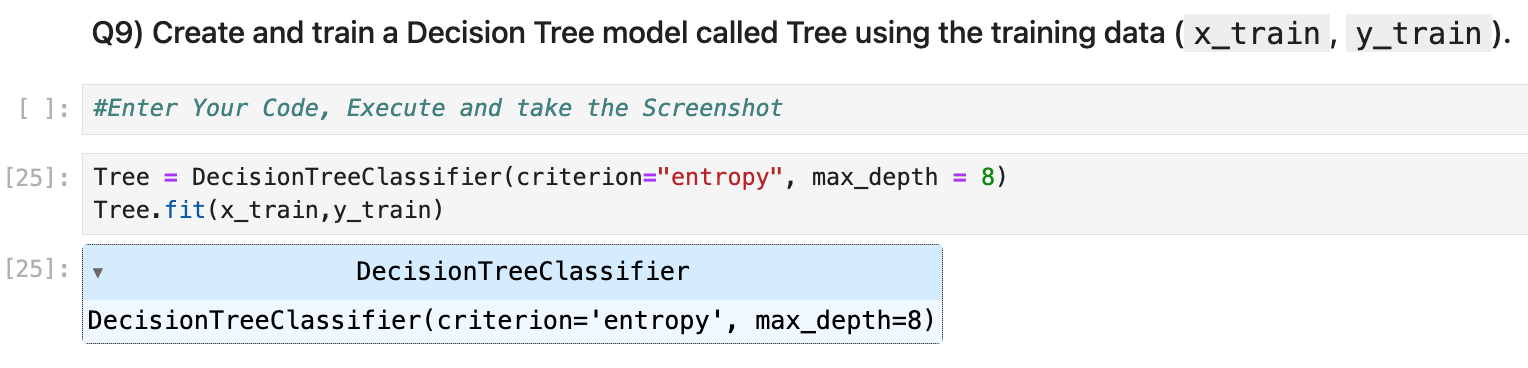 Q9) Create and train a Decision Tree model called Tree using the training data ( x_train , y_train ).
[ ]: #Enter Your Code, Execute and take the Screenshot
[25]: Tree = DecisionTreeClassifier(criterion="entropy", max_depth = 8)
Tree.fit(x_train,y_train)
[25]: ▾ DecisionTreeClassifier
DecisionTreeClassifier(criterion='entropy', max_depth=8)